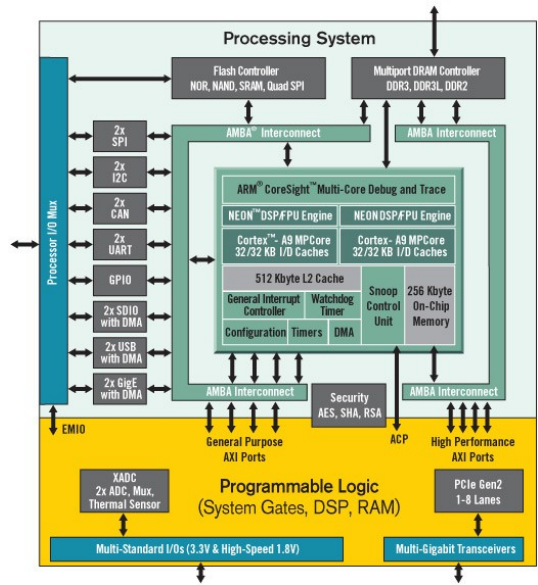 Processing System
Flash Controller
NOR, NAND, SRAM, Quad SPI
Multiport DRAM Controller
DDR3, DDR3L, DDR2
Processor I/O Mux
2x
SPI
2x
I2C
2x
CAN
2x
UART
GPIO
2x SDIO
with DMA
2x USB
with DMA
2x GigE
with DMA
AMBA® Interconnect
AMBA Interconnect
ARM® CoreSight™ Multi-Core Debug and Trace
NEON™ DSP/FPU Engine
NEON DSP/FPU Engine
Cortex™- A9 MPCore
32/32 KB I/D Caches
Cortex- A9 MPCore
32/32 KB I/D Caches
512 Kbyte L2 Cache
General Interrupt
Controller
Watchdog
Timer
Configuration
Timers
DMA
Snoop
Control
Unit
256 Kbyte
On-Chip
Memory
AMBA Interconnect
Security
AES, SHA, RSA
AMBA Interconnect
EMIO
General Purpose
AXI Ports
ACP
High Performance
AXI Ports
XADC
2x ADC, Mux,
Thermal Sensor
Programmable Logic
(System Gates, DSP, RAM)
PCIe Gen2
1-8 Lanes
Multi-Standard I/Os (3.3V & High-Speed 1.8V)
Multi-Gigabit Transceivers